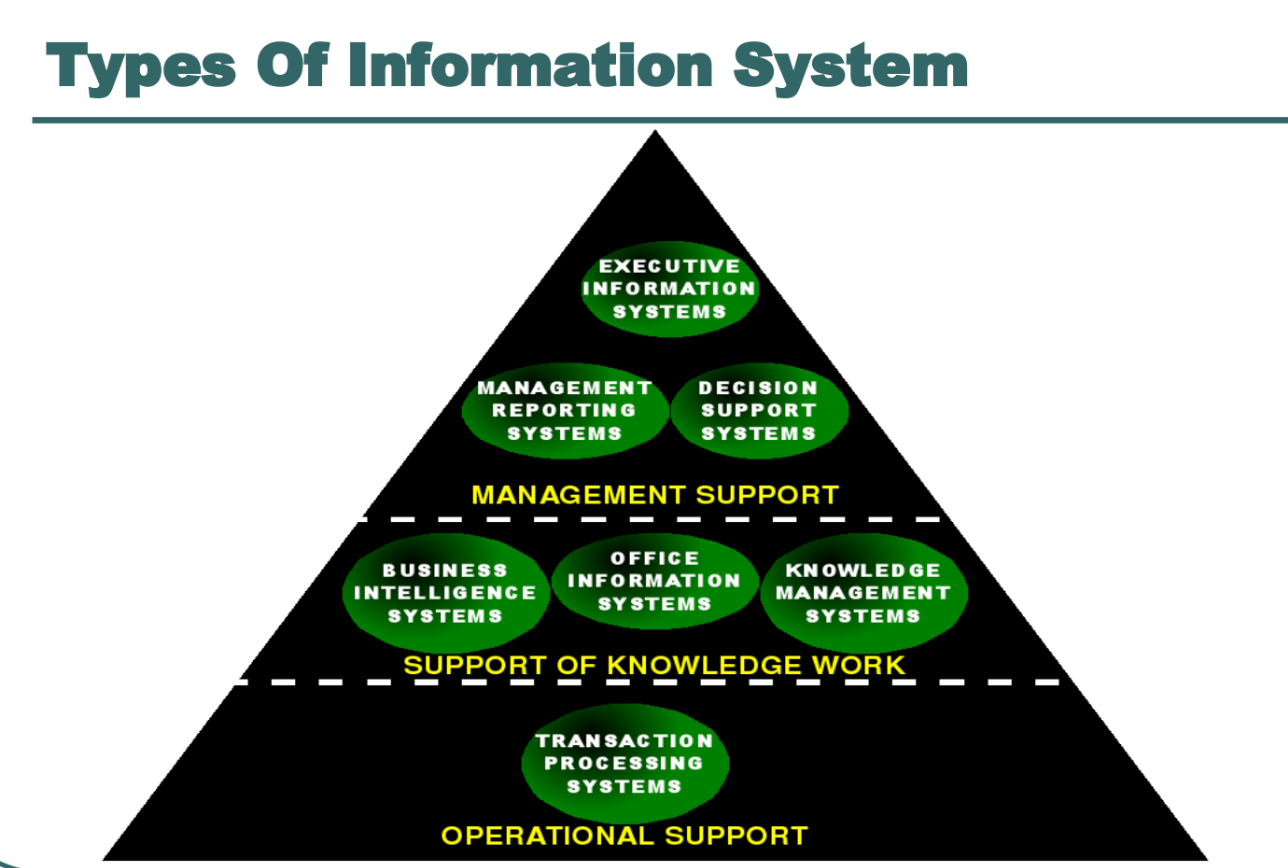 Types Of Information System
EXECUTIVE
INFORMATION
SYSTEMS
MANAGEMENT
REPORTING
SYSTEMS
DECISION
SUPPORT
SYSTEMS
MANAGEMENT SUPPORT
BUSINESS
INTELLIGENCE
SYSTEMS
OFFICE
INFORMATION
SYSTEMS
KNOWLEDGE
MANAGEMENT
SYSTEMS
SUPPORT OF KNOWLEDGE WORK
TRANSACTION
PROCESSING
SYSTEMS
OPERATIONAL SUPPORT